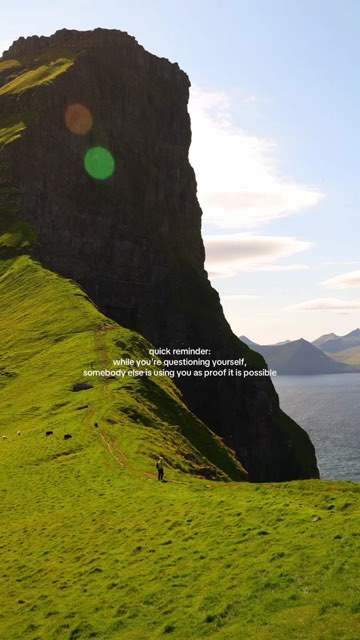 quick reminder:
while you're questioning yourself,
somebody else is using you as proof it is possible